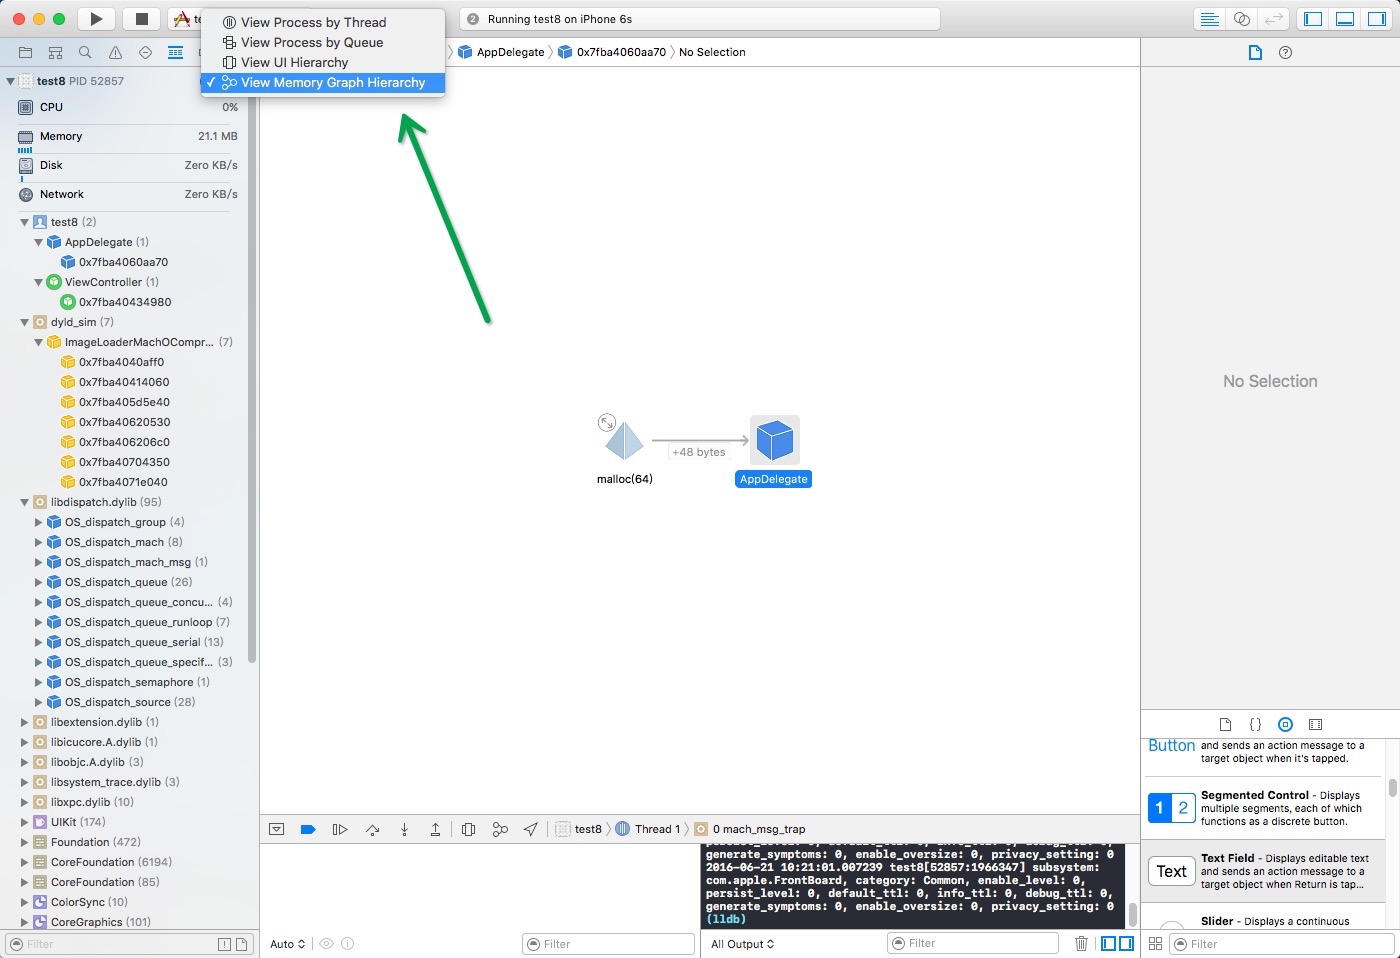 te
Running test8 on iPhone 6s
2
View Process by Thread
View Process by Queue
View UI Hierarchy
View Memory Graph Hierarchy
AppDelegate
0x7fba4060aa70
No Selection
test8 PID 52857
CPU
0%
Memory
21.1 MB
Disk
Zero KB/s
Network
Zero KB/s
test8 (2)
AppDelegate (1)
0x7fba4060aa70
ViewController (1)
0x7fba40434980
dyld_sim (7)
ImageLoaderMachOCompr... (7)
0x7fba4040aff0
0x7fba40414060
0x7fba405d5e40
0x7fba40620530
0x7fba406206c0
0x7fba40704350
0x7fba4071e040
libdispatch.dylib (95)
OS_dispatch_group (4)
OS_dispatch_mach (8)
OS_dispatch_mach_msg (1)
OS_dispatch_queue (26)
OS_dispatch_queue_concu... (4)
OS_dispatch_queue_runloop (7)
OS_dispatch_queue_serial (13)
OS_dispatch_queue_specif... (3)
OS_dispatch_semaphore (1)
OS_dispatch_source (28)
libextension.dylib (1)
libicucore.A.dylib (1)
libobjc.A.dylib (3)
libsystem_trace.dylib (3)
libxpc.dylib (10)
UIKit (174)
Foundation (472)
CoreFoundation (6194)
CoreFoundation (85)
ColorSync (10)
CoreGraphics (101)
Filter
malloc(64)
+48 bytes
AppDelegate
test8
Thread 1
0 mach_msg_trap
generate_symptoms: 0, enable_oversize: 0, privacy_setting: 0
2016-06-21 10:21:01.007239 test8[52857:1966347] subsystem:
com.apple.FrontBoard, category: Common, enable_level: 0,
persist_level: 0, default_ttl: 0, info_ttl: 0, debug_ttl: 0,
generate_symptoms: 0, enable_oversize: 0, privacy_setting: 0
(lldb)
Auto
Filter
All Output
Filter
No Selection
Button
and sends an action message to a
target object when it's tapped.
1 2
Segmented Control - Displays
multiple segments, each of which
functions as a discrete button.
Text
Text Field - Displays editable text
and sends an action message to a
target object when Return is tap...
Slider - Displays a continuous
Filter